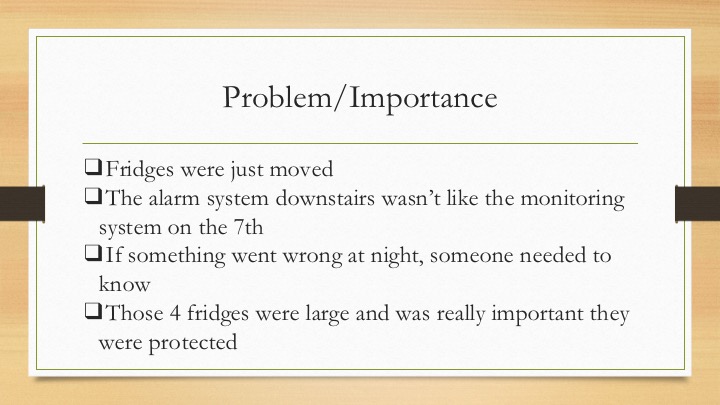 Problem/Importance
❑Fridges were just moved
❑The alarm system downstairs wasn’t like the monitoring
system on the 7th
❑If something went wrong at night, someone needed to
know
❑Those 4 fridges were large and was really important they
were protected